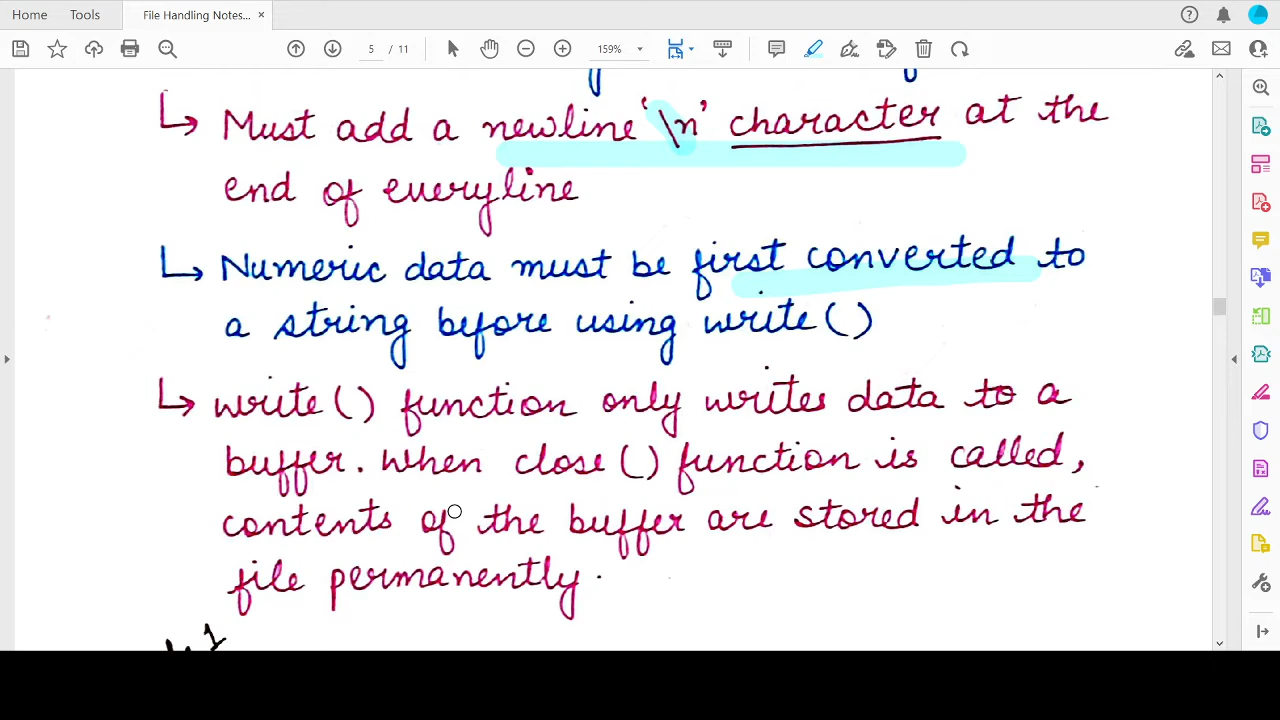 Home Tools File Handling Notes... ×
5 / 11 159%
↳ Must add a newline '\n' character at the
end of everyline
↳ Numeric data must be first converted to
a string before using write()
↳ write() function only writes data to a
buffer. When close() function is called,
contents of the buffer are stored in the
file permanently.